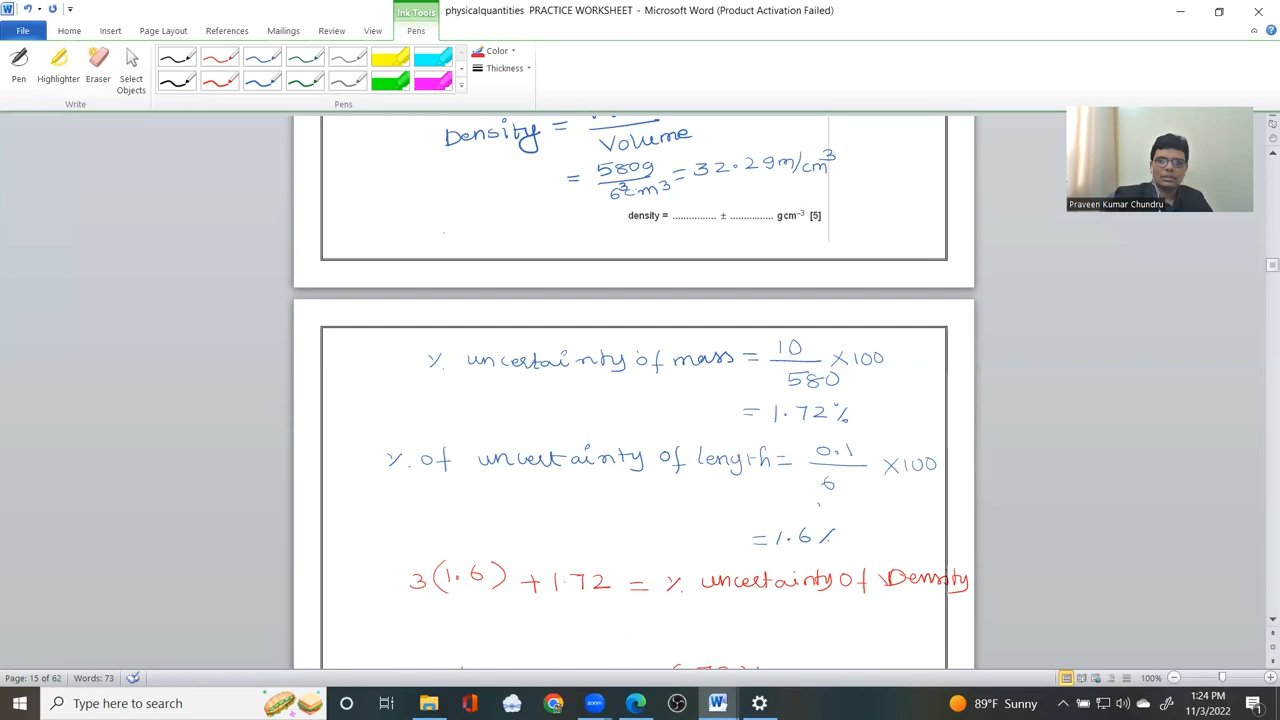 physicalquantities PRACTICE WORKSHEET - Microsoft Word (Product Activation Failed)
Ink Tools
File Home Insert Page Layout References Mailings Review View Pens
Pen Highlighter Eraser Select Objects
Color
Thickness
Write Pens
Density =
Volume
= 580g = 32.2gm/cm³
6³cm³
density = ................ ± ................ g cm⁻³ [5]
Praveen Kumar Chundru
% uncertainty of mass = 10 × 100
580
= 1.72%
% of uncertainty of length = 0.1 × 100
6
= 1.6%
3(1.6) + 1.72 = % uncertainty of Density
Page: 15 of 62 Words: 73 100%
Type here to search
zoom
89°F Sunny
1:24 PM
11/3/2022